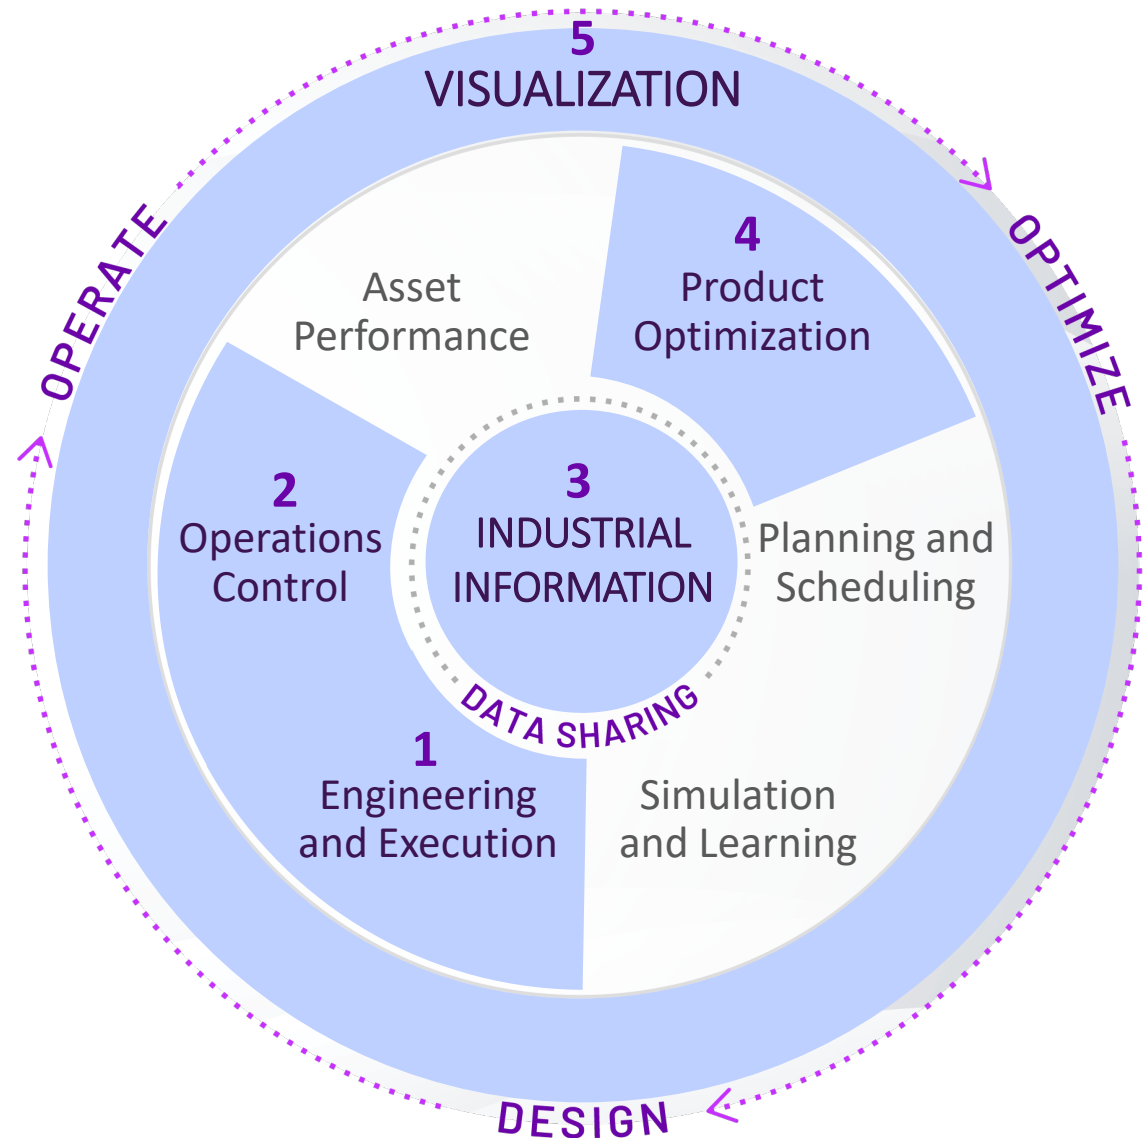 5
VISUALIZATION
OPERATE
OPTIMIZE
4
Product
Optimization
Asset
Performance
2
Operations
Control
3
INDUSTRIAL
INFORMATION
Planning and
Scheduling
DATA SHARING
1
Engineering
and Execution
Simulation
and Learning
DESIGN